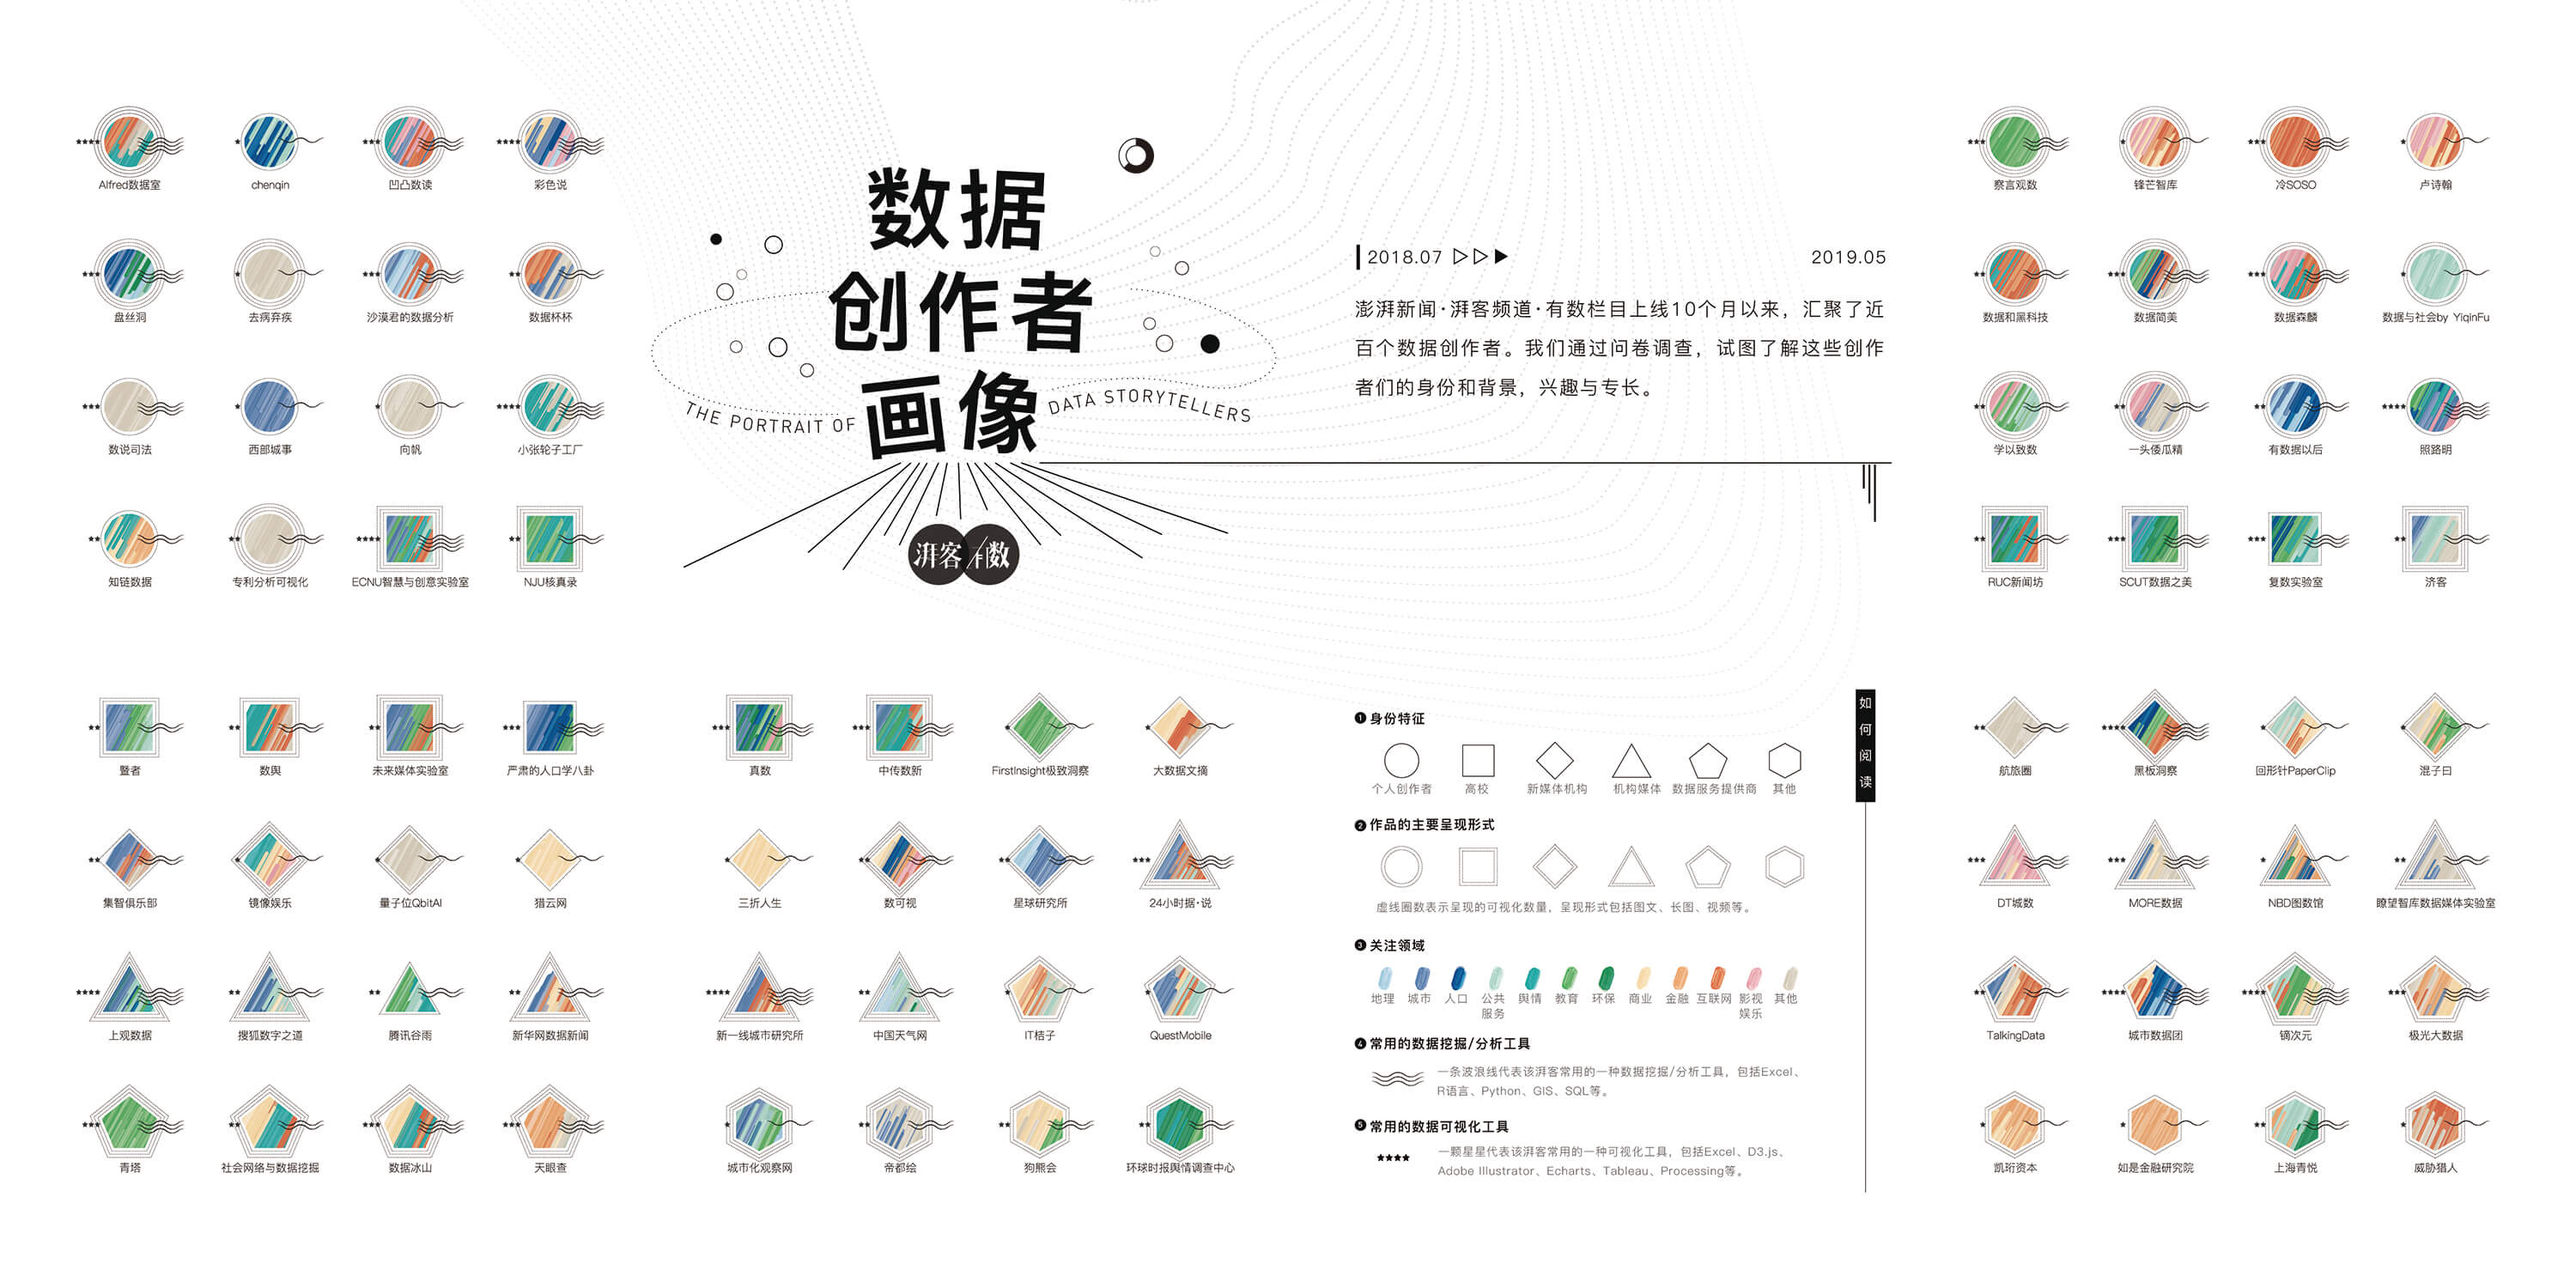 数据
创作者
画像
THE PORTRAIT OF
DATA STORYTELLERS
湃客 有数
2018.07
2019.05
澎湃新闻·湃客频道·有数栏目上线10个月以来，汇聚了近
百个数据创作者。我们通过问卷调查，试图了解这些创作
者们的身份和背景，兴趣与专长。
Alfred数据室
chenqin
凹凸数读
彩色说
盘丝洞
去病弃疾
沙漠君的数据分析
数据杯杯
数说司法
西部城事
向帆
小张轮子工厂
知链数据
专利分析可视化
ECNU智慧与创意实验室
NJU核真录
察言观数
锋芒智库
冷SOSO
卢诗翰
数据和黑科技
数据简美
数据森麟
数据与社会by YiqinFu
学以致数
一头倭瓜精
有数据以后
照路明
RUC新闻坊
SCUT数据之美
复数实验室
济客
暨者
数舆
未来媒体实验室
严肃的人口学八卦
真数
中传数新
FirstInsight极致洞察
大数据文摘
集智俱乐部
镜像娱乐
量子位QbitAI
猎云网
三折人生
数可视
星球研究所
24小时据·说
上观数据
搜狐数字之道
腾讯谷雨
新华网数据新闻
新一线城市研究所
中国天气网
IT桔子
QuestMobile
青塔
社会网络与数据挖掘
数据冰山
天眼查
城市化观察网
帝都绘
狗熊会
环球时报舆情调查中心
如何阅读
1 身份特征
个人创作者
高校
新媒体机构
机构媒体
数据服务提供商
其他
2 作品的主要呈现形式
虚线圈数表示呈现的可视化数量，呈现形式包括图文、长图、视频等。
3 关注领域
地理
城市
人口
公共
服务
舆情
教育
环保
商业
金融
互联网
影视
娱乐
其他
4 常用的数据挖掘/分析工具
一条波浪线代表该湃客常用的一种数据挖掘/分析工具，包括Excel、
R语言、Python、GIS、SQL等。
5 常用的数据可视化工具
一颗星星代表该湃客常用的一种可视化工具，包括Excel、D3.js、
Adobe Illustrator、Echarts、Tableau、Processing等。
航旅圈
黑板洞察
回形针PaperClip
混子曰
DT城数
MORE数据
NBD图数馆
瞭望智库数据媒体实验室
TalkingData
城市数据团
镝次元
极光大数据
凯珩资本
如是金融研究院
上海青悦
威胁猎人